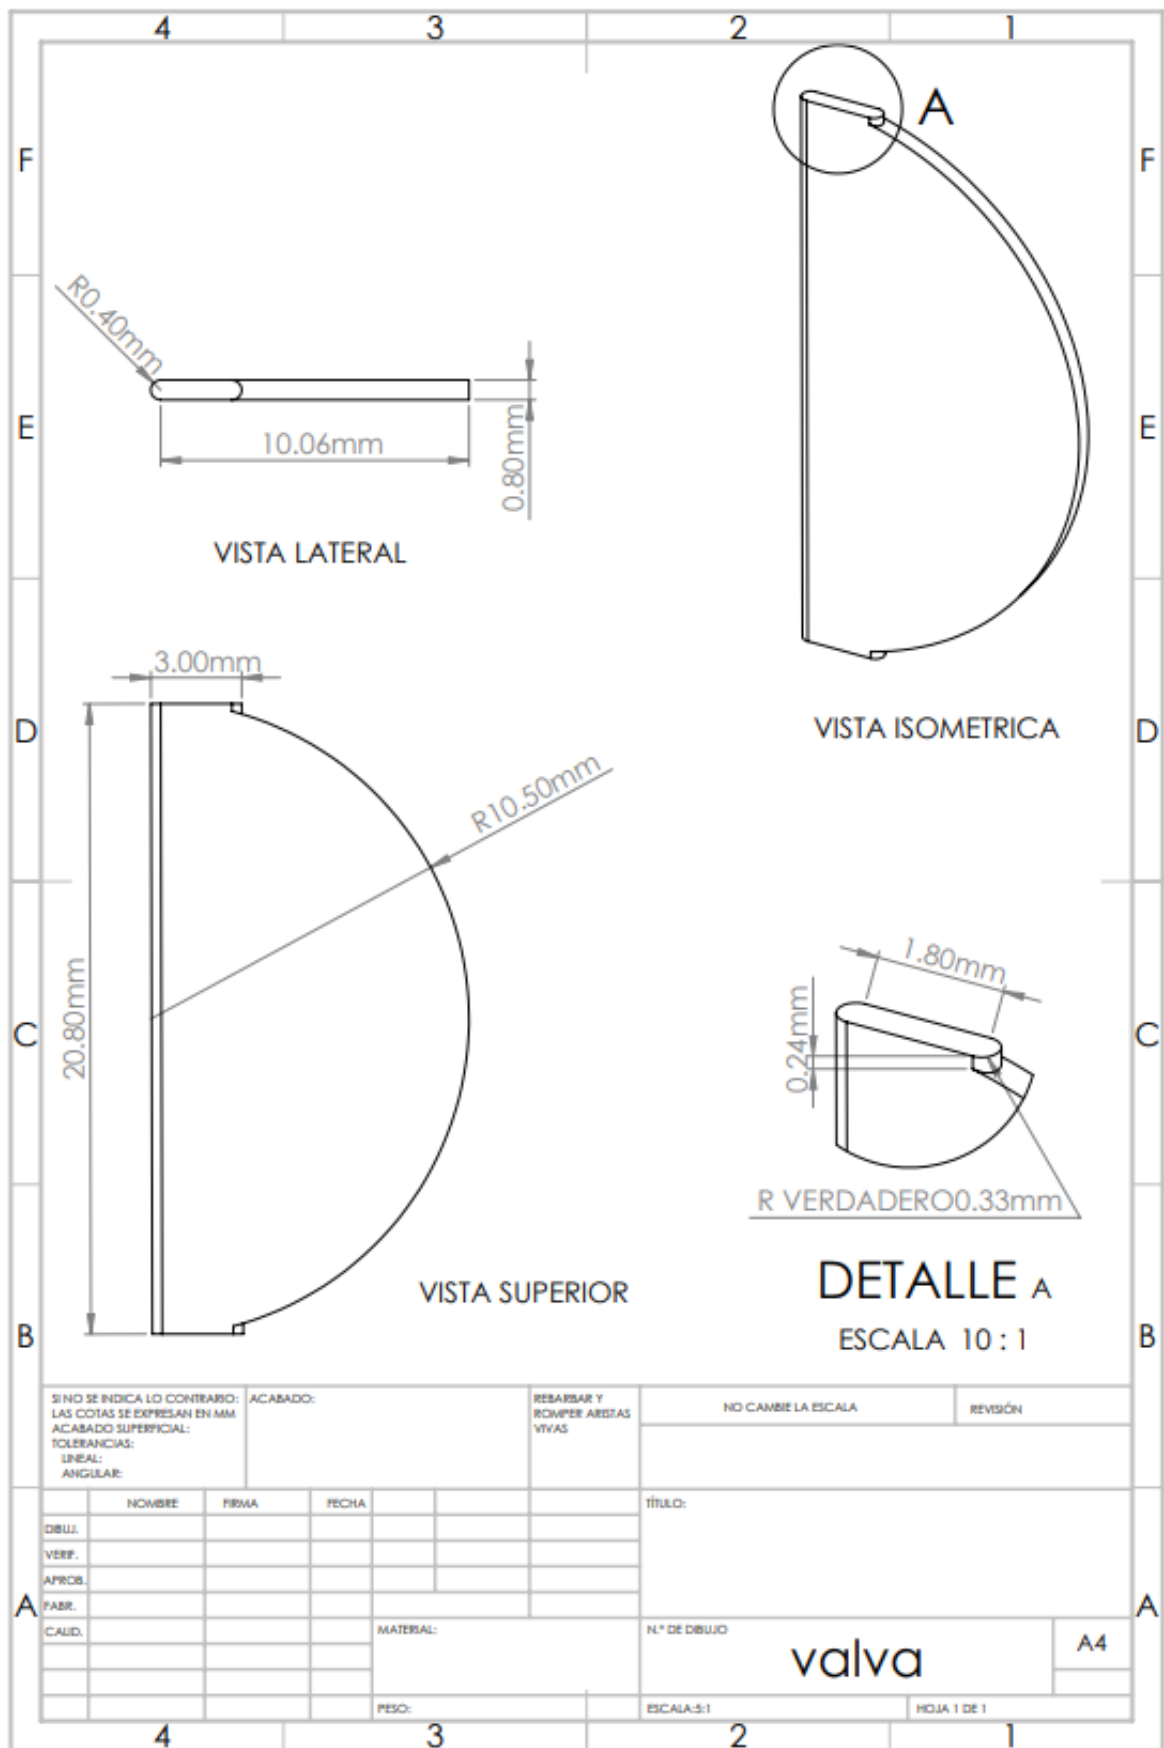 4 3 2 1
A
F F
R0.40mm
10.06mm
0.80mm
E E
VISTA LATERAL
3.00mm
VISTA ISOMETRICA
D D
R10.50mm
20.80mm
1.80mm
0.24mm
C C
R VERDADERO0.33mm
DETALLE A
VISTA SUPERIOR
ESCALA 10 : 1
B B
SI NO SE INDICA LO CONTRARIO:
LAS COTAS SE EXPRESAN EN MM
ACABADO SUPERFICIAL:
TOLERANCIAS:
LINEAL:
ANGULAR:
ACABADO:
REBARBAR Y
ROMPER ARISTAS
VIVAS
NO CAMBIE LA ESCALA
REVISIÓN
NOMBRE FIRMA FECHA
TÍTULO:
DIBUJ.
VERIF.
APROB.
FABR.
A A
CALID.
MATERIAL:
N.º DE DIBUJO
valva
A4
PESO:
ESCALA:5:1
HOJA 1 DE 1
4 3 2 1